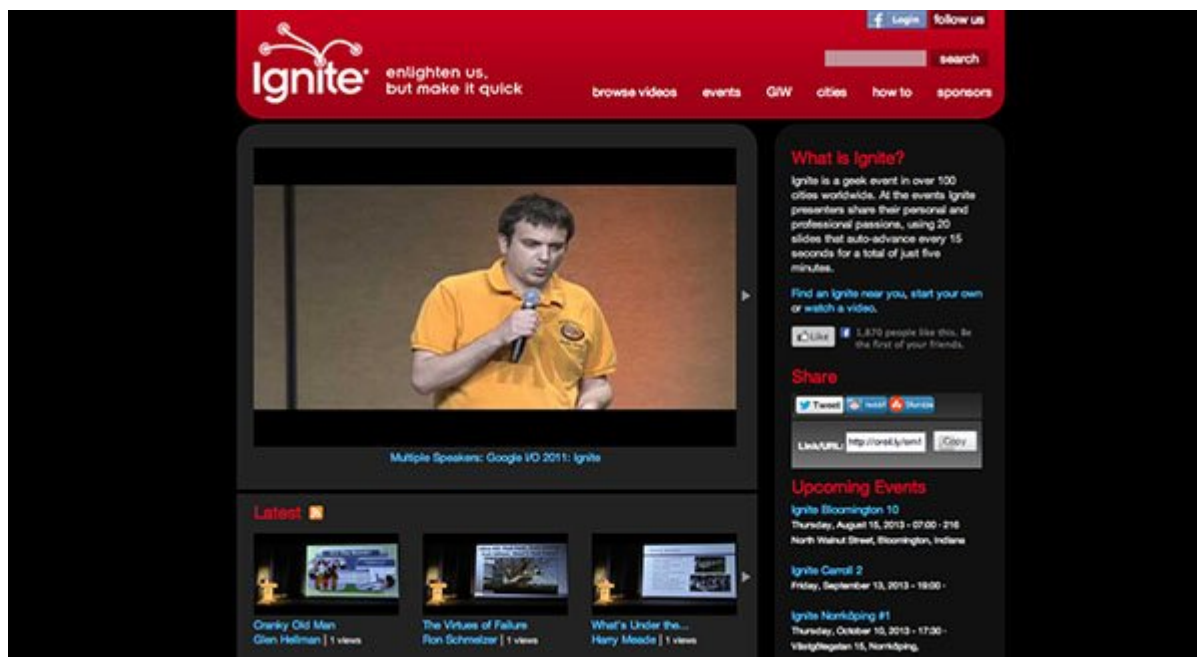 Login
follow us
search
Ignite
enlighten us,
but make it quick
browse videos
events
GIW
cities
how to
sponsors
Multiple Speakers: Google I/O 2011: Ignite
Latest
Cranky Old Man
Glen Hellman | 1 views
The Virtues of Failure
Ron Schmelzer | 1 views
What's Under the...
Harry Meade | 1 views
What is Ignite?
Ignite is a geek event in over 100
cities worldwide. At the events Ignite
presenters share their personal and
professional passions, using 20
slides that auto-advance every 15
seconds for a total of just five
minutes.
Find an Ignite near you, start your own
or watch a video.
Like
1,870 people like this. Be
the first of your friends.
Share
Tweet
Link/URL:
Copy
Upcoming Events
Ignite Bloomington 10
Thursday, August 15, 2013 - 07:00 - 216
North Walnut Street, Bloomington, Indiana
Ignite Carroll 2
Friday, September 13, 2013 - 19:00 -
Ignite Norrköping #1
Thursday, October 10, 2013 - 17:30 -
Västgötegatan 15, Norrköping,